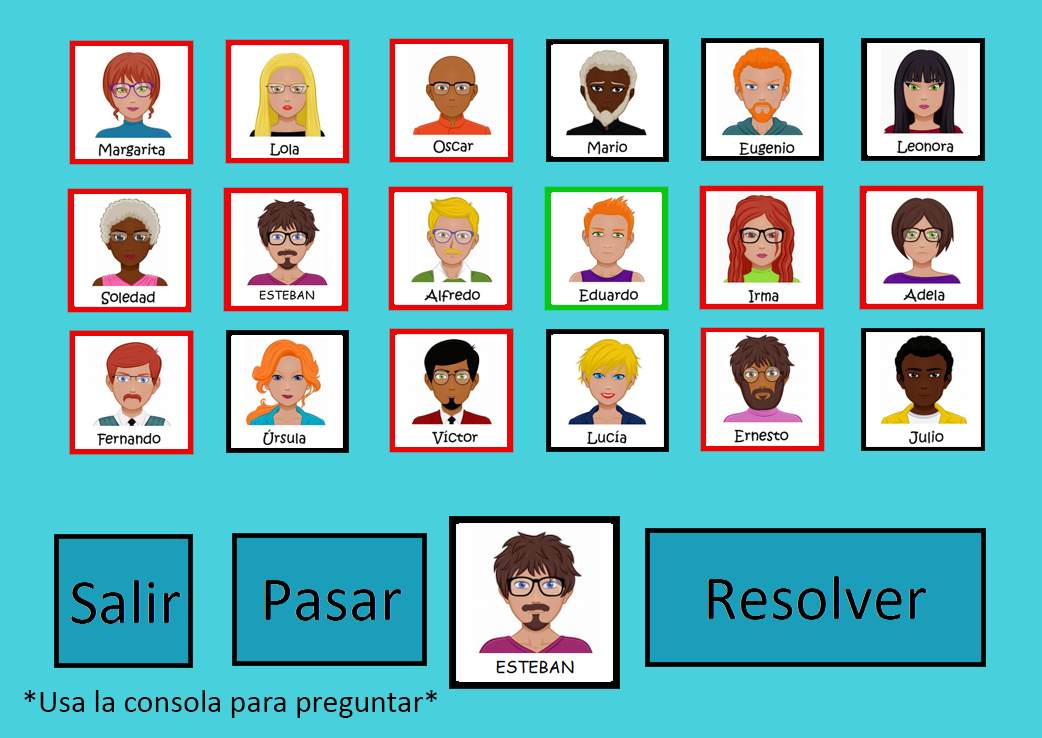 Margarita
Lola
Oscar
Mario
Eugenio
Leonora
Soledad
ESTEBAN
Alfredo
Eduardo
Irma
Adela
Fernando
Úrsula
Víctor
Lucía
Ernesto
Julio
Salir
Pasar
ESTEBAN
Resolver
*Usa la consola para preguntar*